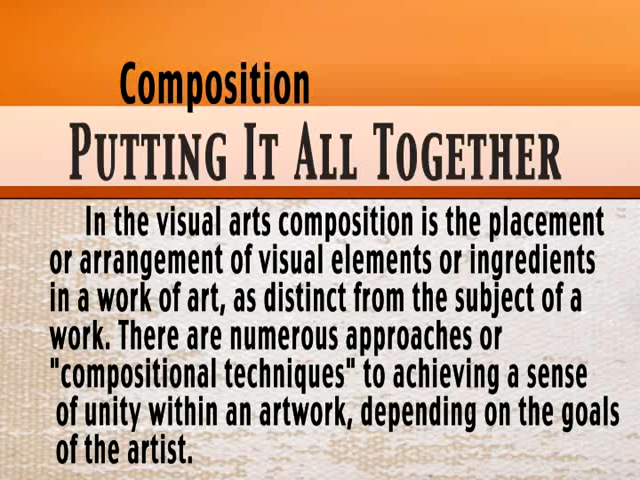 Composition
PUTTING IT ALL TOGETHER
In the visual arts composition is the placement
or arrangement of visual elements or ingredients
in a work of art, as distinct from the subject of a
work. There are numerous approaches or
"compositional techniques" to achieving a sense
of unity within an artwork, depending on the goals
of the artist.